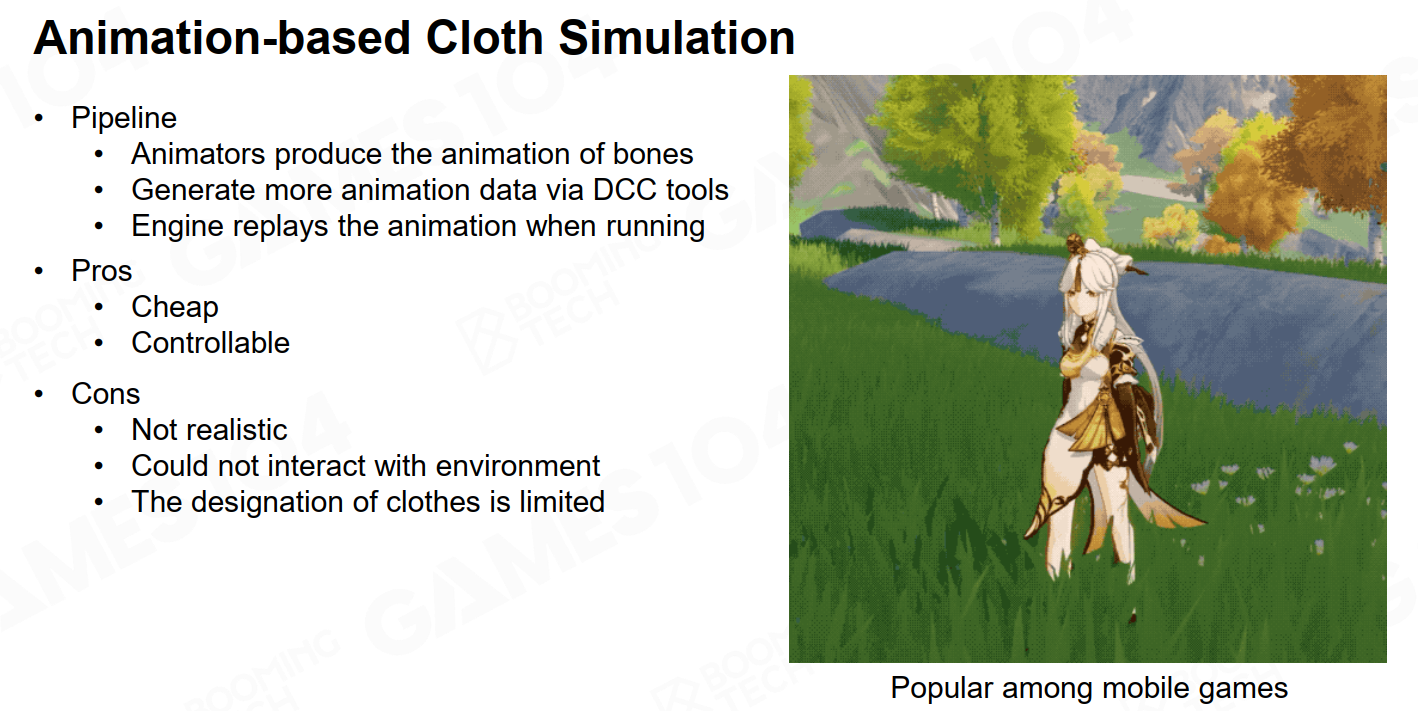 Animation-based Cloth Simulation
• Pipeline
• Animators produce the animation of bones
• Generate more animation data via DCC tools
• Engine replays the animation when running
• Pros
• Cheap
• Controllable
• Cons
• Not realistic
• Could not interact with environment
• The designation of clothes is limited
Popular among mobile games
GAMES104
BOOMING
TECH